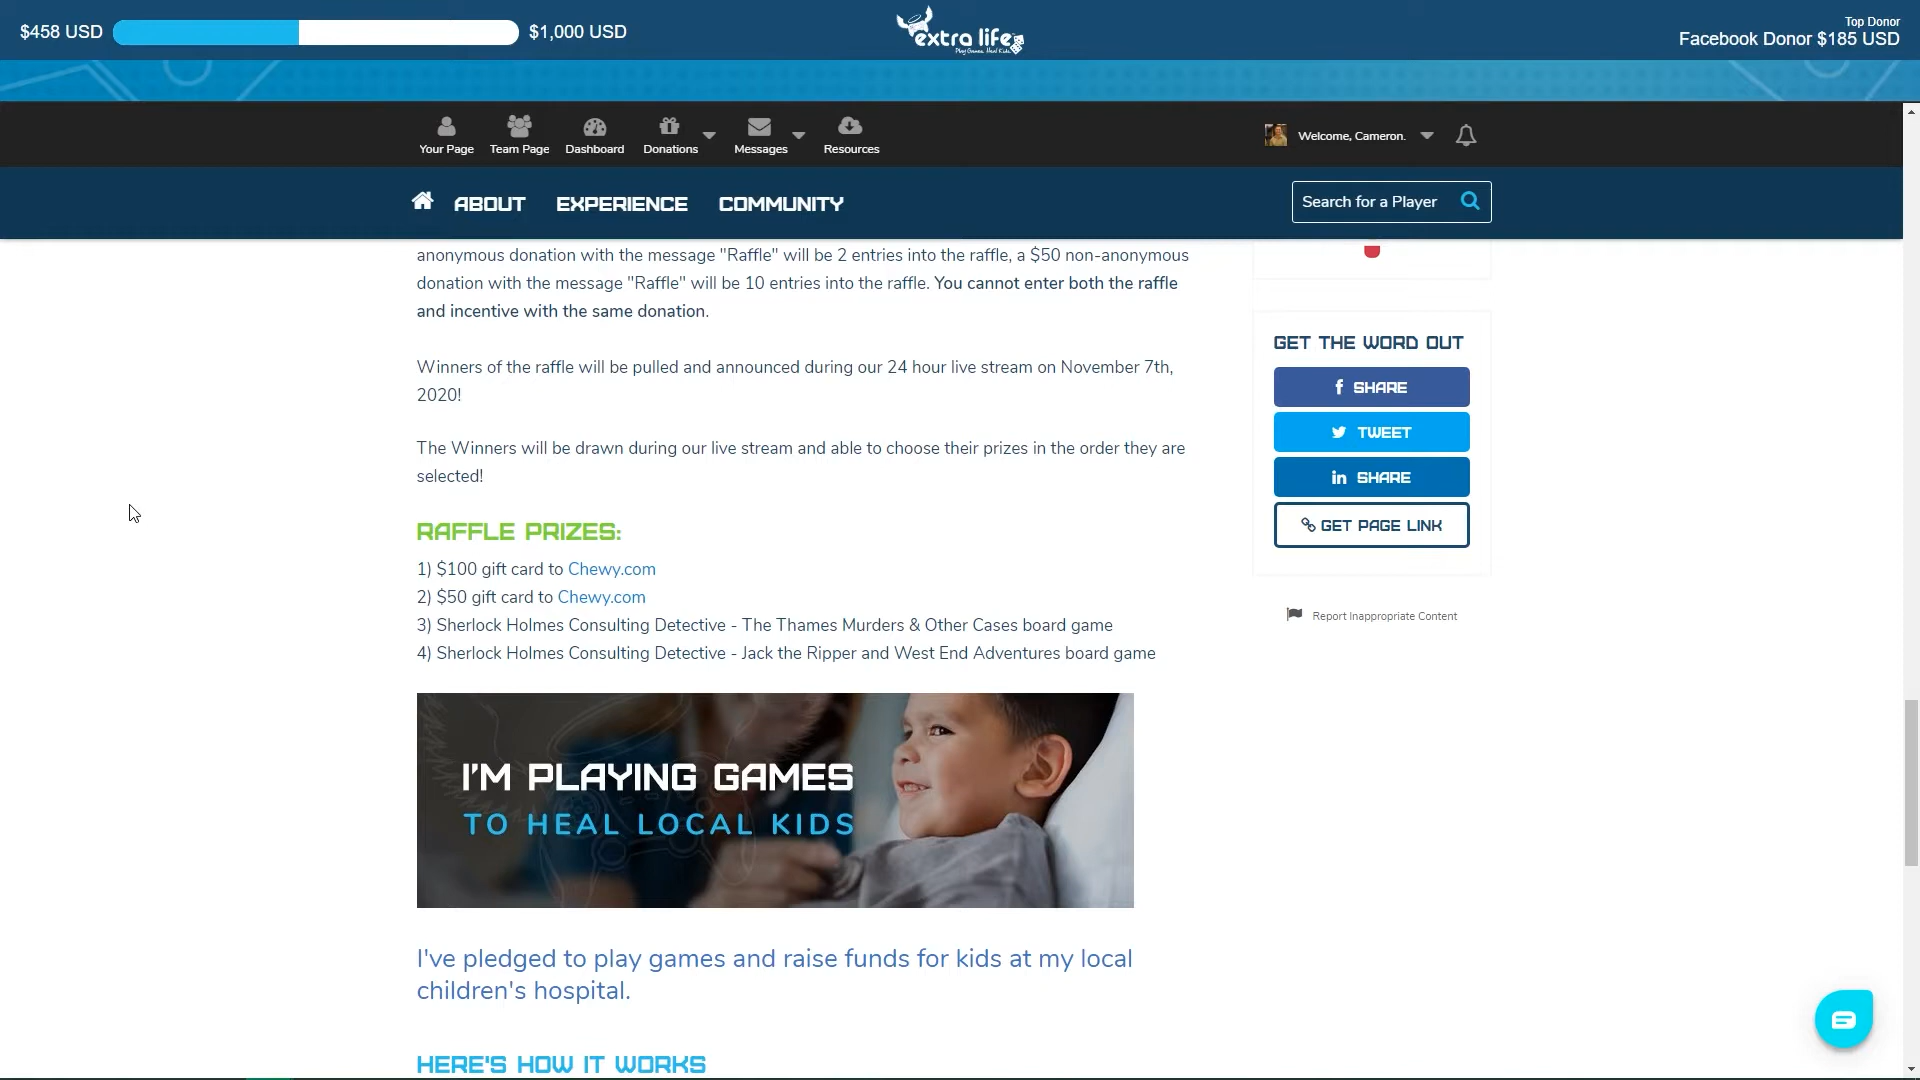 $458 USD
$1,000 USD
extra life
Play Games. Heal Kids.
Top Donor
Facebook Donor $185 USD
Your Page
Team Page
Dashboard
Donations
Messages
Resources
Welcome, Cameron.
ABOUT
EXPERIENCE
COMMUNITY
Search for a Player
anonymous donation with the message "Raffle" will be 2 entries into the raffle, a $50 non-anonymous
donation with the message "Raffle" will be 10 entries into the raffle. You cannot enter both the raffle
and incentive with the same donation.
Winners of the raffle will be pulled and announced during our 24 hour live stream on November 7th,
2020!
The Winners will be drawn during our live stream and able to choose their prizes in the order they are
selected!
RAFFLE PRIZES:
1) $100 gift card to Chewy.com
2) $50 gift card to Chewy.com
3) Sherlock Holmes Consulting Detective - The Thames Murders & Other Cases board game
4) Sherlock Holmes Consulting Detective - Jack the Ripper and West End Adventures board game
I'M PLAYING GAMES
TO HEAL LOCAL KIDS
I've pledged to play games and raise funds for kids at my local
children's hospital.
HERE'S HOW IT WORKS
GET THE WORD OUT
SHARE
TWEET
SHARE
GET PAGE LINK
Report Inappropriate Content